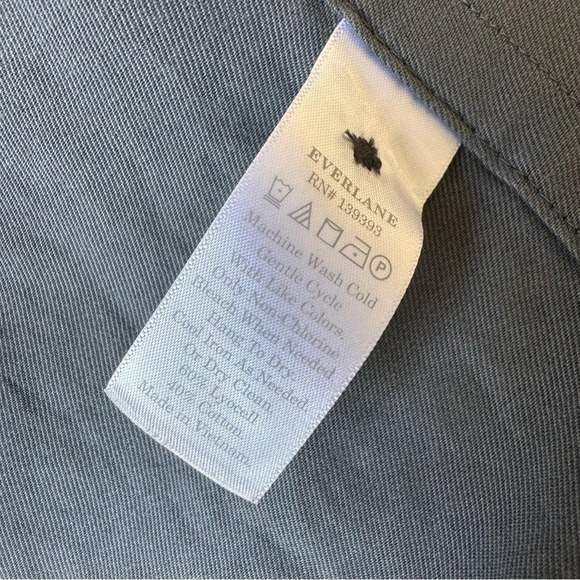 EVERLANE
RN# 139393
P
Machine Wash Cold
Gentle Cycle
With Like Colors.
Only Non-Chlorine
Bleach When Needed.
Hang To Dry.
Cool Iron As Needed.
Or Dry Clean.
60% Lyocell
40% Cotton.
Made in Vietnam.